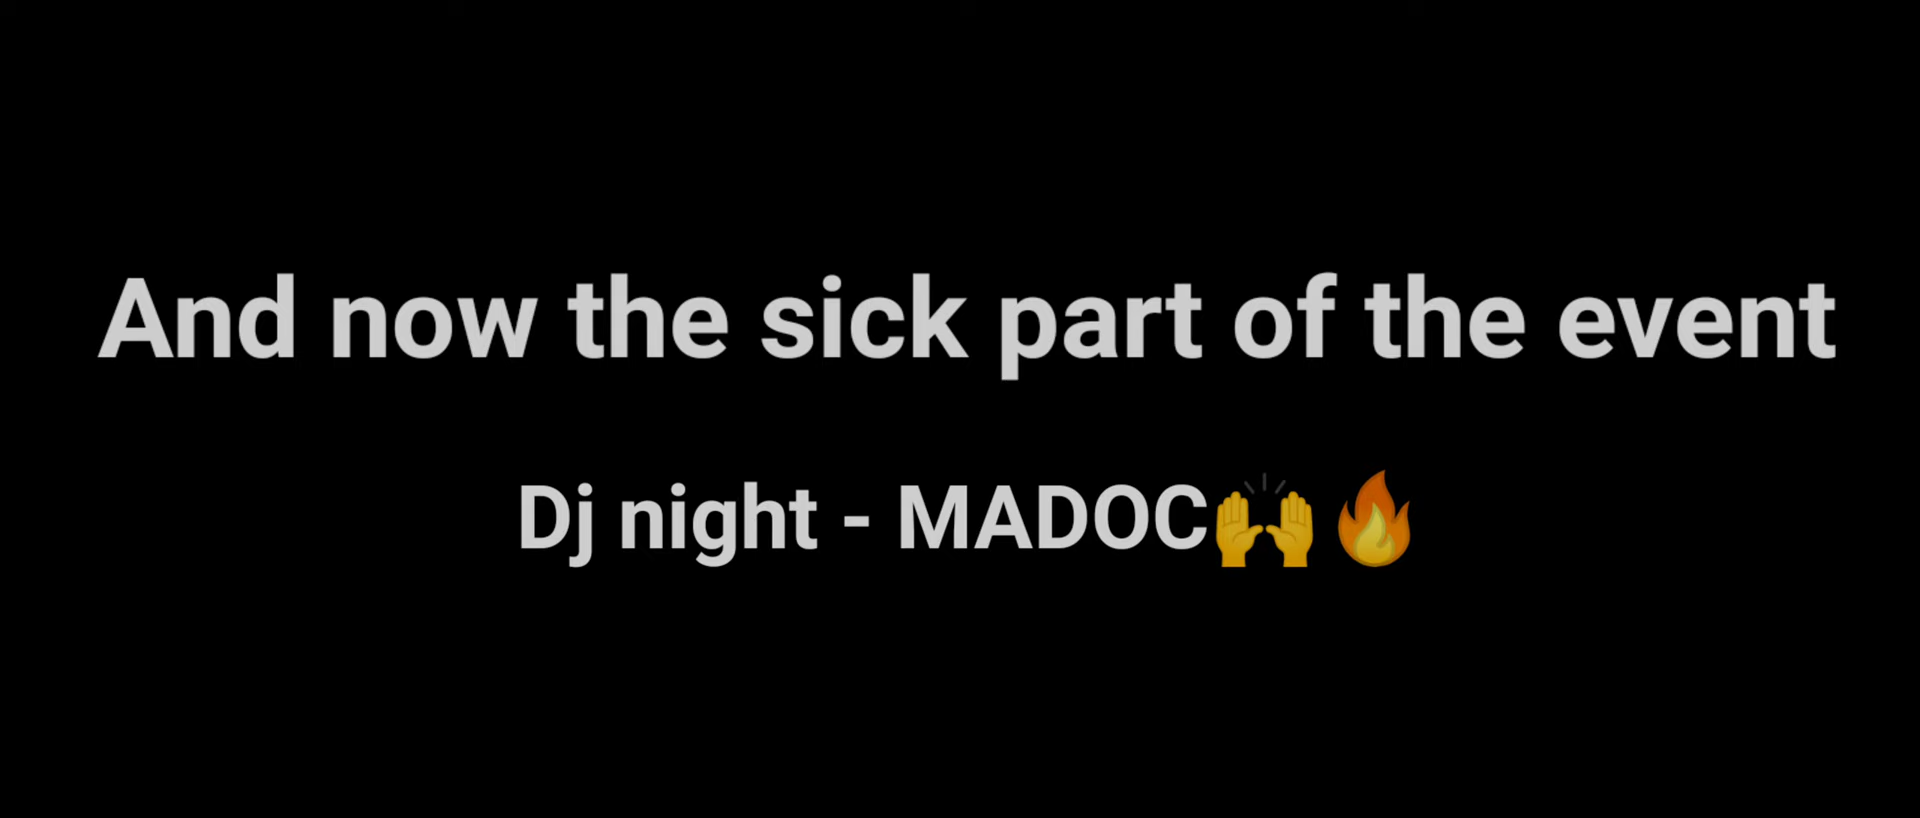 And now the sick part of the event
Dj night - MADOC🙌🔥